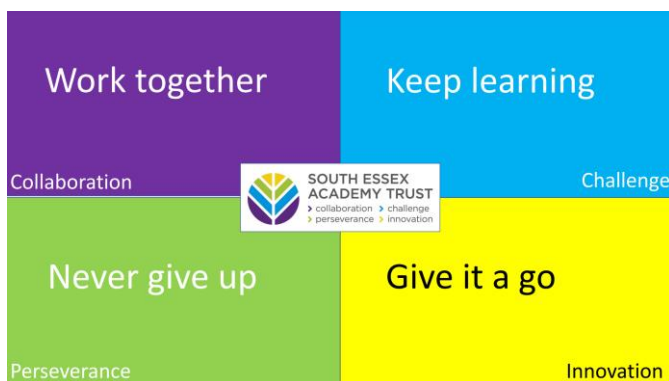 Work together
Keep learning
Collaboration
Challenge
SOUTH ESSEX
ACADEMY TRUST
› collaboration › challenge
› perseverance › innovation
Never give up
Give it a go
Perseverance
Innovation